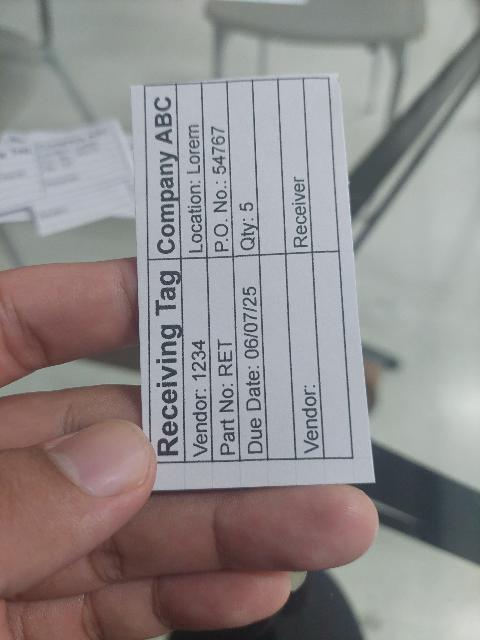 Receiving Tag Company ABC
Vendor: 1234 Location: Lorem
Part No: RET P.O. No.: 54767
Due Date: 06/07/25 Qty: 5
Vendor: Receiver